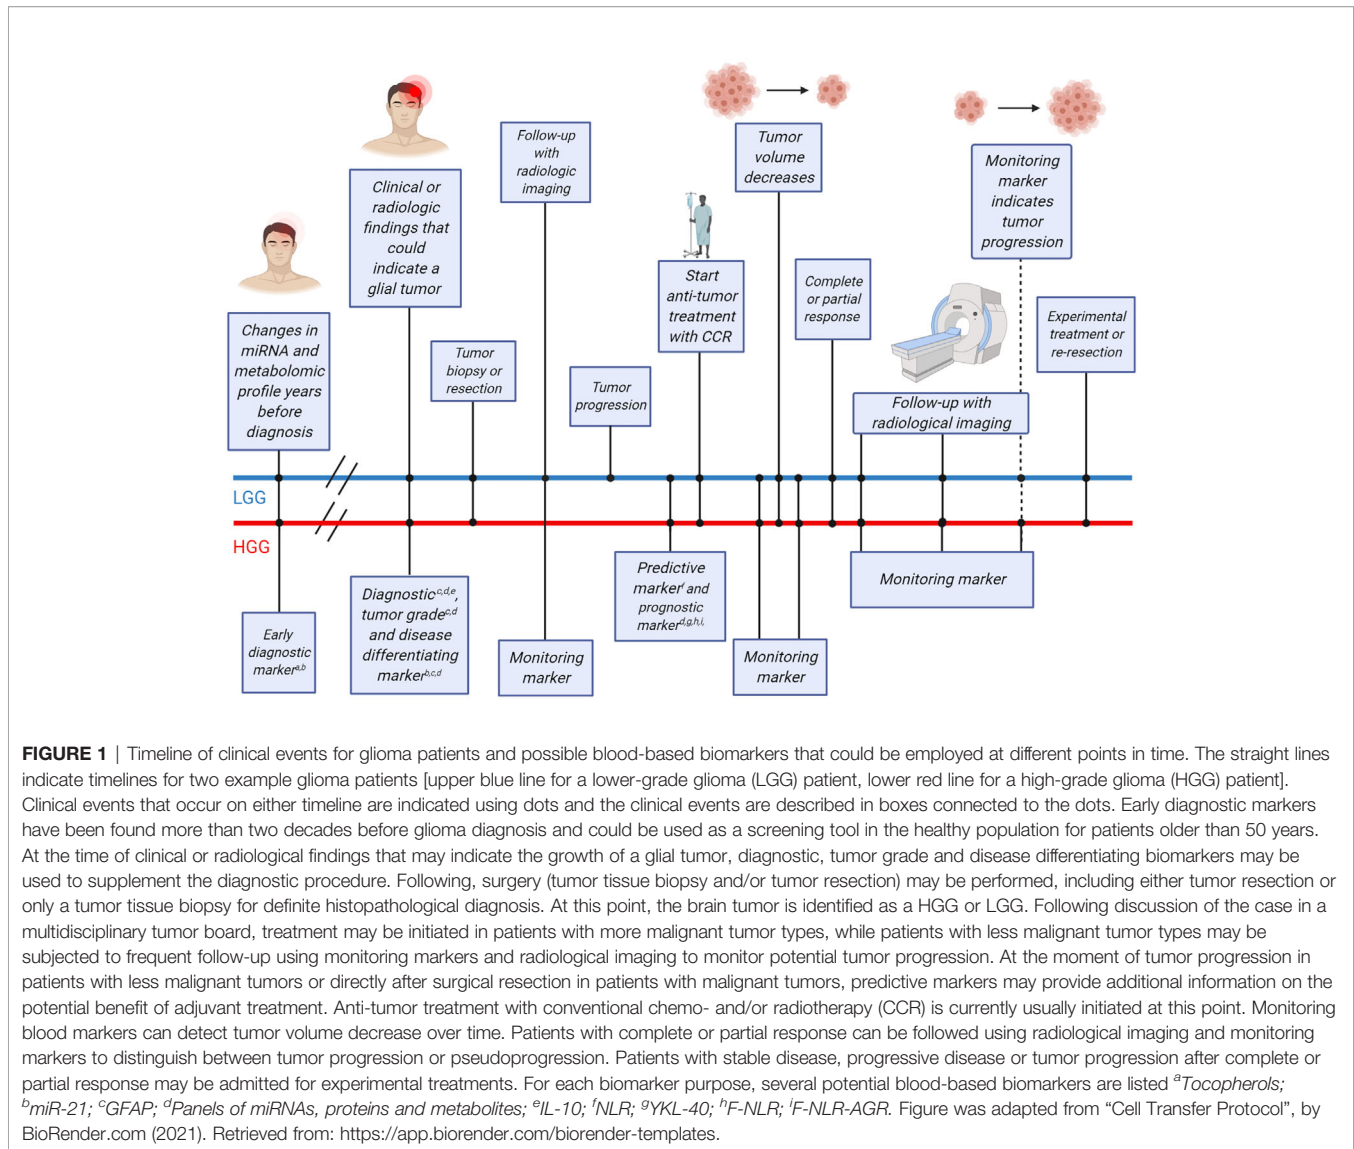 Follow-up
with
radiologic
imaging
Tumor
volume
decreases
Monitoring
marker
indicates
tumor
progression
Clinical or
radiologic
findings that
could
indicate a
glial tumor
Start
anti-tumor
treatment
with CCR
Complete
or partial
response
Changes in
miRNA and
metabolomic
profile years
before
diagnosis
Tumor
biopsy or
resection
Tumor
progression
Experimental
treatment or
re-resection
Follow-up with
radiological imaging
LGG
HGG
Early
diagnostic
marker^a,b
Diagnostic^c,d,e,
tumor grade^c,d
and disease
differentiating
marker^b,c,d
Monitoring
marker
Predictive
marker^f and
prognostic
marker^d,g,h,i,
Monitoring
marker
Monitoring marker
FIGURE 1 | Timeline of clinical events for glioma patients and possible blood-based biomarkers that could be employed at different points in time. The straight lines
indicate timelines for two example glioma patients [upper blue line for a lower-grade glioma (LGG) patient, lower red line for a high-grade glioma (HGG) patient].
Clinical events that occur on either timeline are indicated using dots and the clinical events are described in boxes connected to the dots. Early diagnostic markers
have been found more than two decades before glioma diagnosis and could be used as a screening tool in the healthy population for patients older than 50 years.
At the time of clinical or radiological findings that may indicate the growth of a glial tumor, diagnostic, tumor grade and disease differentiating biomarkers may be
used to supplement the diagnostic procedure. Following, surgery (tumor tissue biopsy and/or tumor resection) may be performed, including either tumor resection or
only a tumor tissue biopsy for definite histopathological diagnosis. At this point, the brain tumor is identified as a HGG or LGG. Following discussion of the case in a
multidisciplinary tumor board, treatment may be initiated in patients with more malignant tumor types, while patients with less malignant tumor types may be
subjected to frequent follow-up using monitoring markers and radiological imaging to monitor potential tumor progression. At the moment of tumor progression in
patients with less malignant tumors or directly after surgical resection in patients with malignant tumors, predictive markers may provide additional information on the
potential benefit of adjuvant treatment. Anti-tumor treatment with conventional chemo- and/or radiotherapy (CCR) is currently usually initiated at this point. Monitoring
blood markers can detect tumor volume decrease over time. Patients with complete or partial response can be followed using radiological imaging and monitoring
markers to distinguish between tumor progression or pseudoprogression. Patients with stable disease, progressive disease or tumor progression after complete or
partial response may be admitted for experimental treatments. For each biomarker purpose, several potential blood-based biomarkers are listed ^aTocopherols;
^bmiR-21; ^cGFAP; ^dPanels of miRNAs, proteins and metabolites; ^eIL-10; ^fNLR; ^gYKL-40; ^hF-NLR; ^iF-NLR-AGR. Figure was adapted from “Cell Transfer Protocol”, by
BioRender.com (2021). Retrieved from: https://app.biorender.com/biorender-templates.